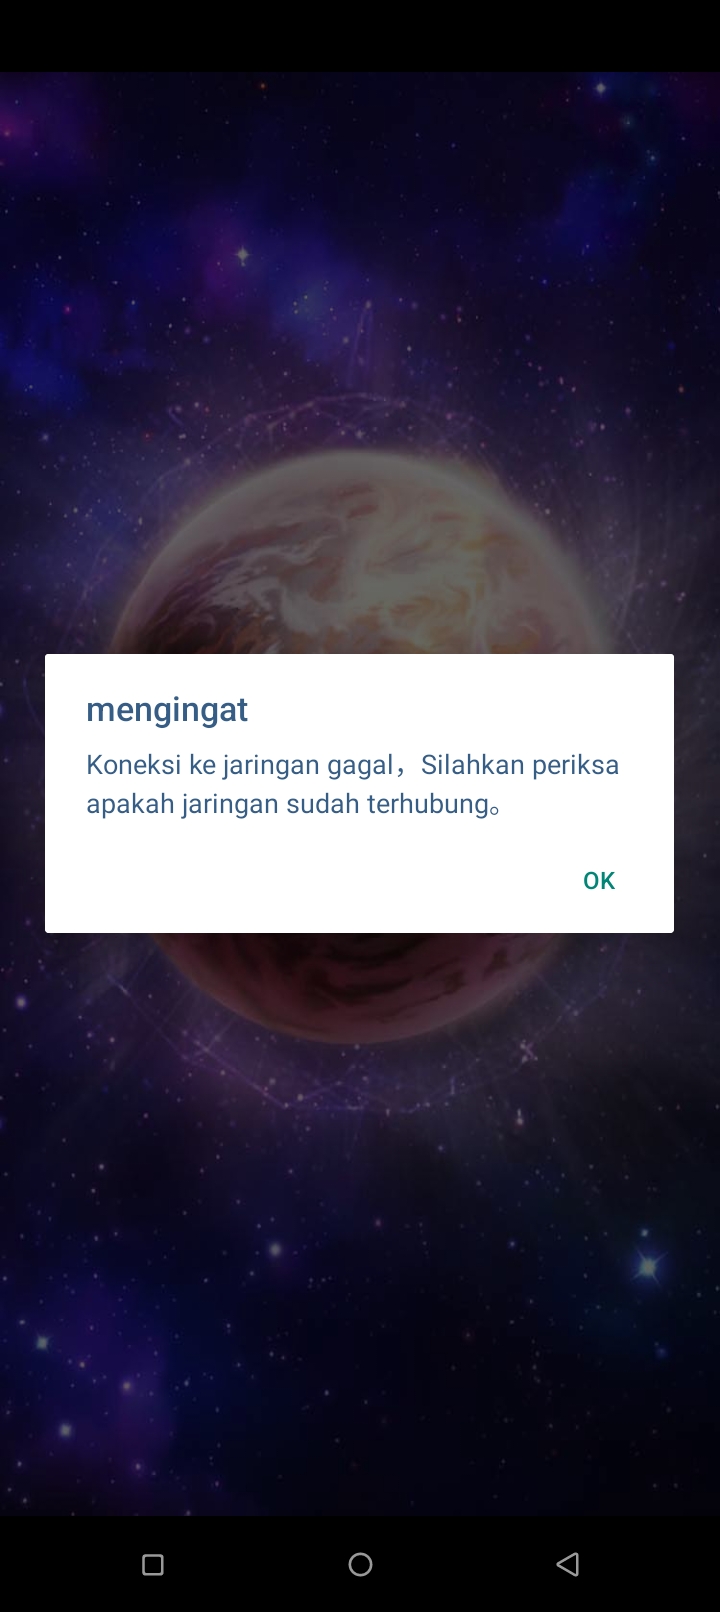 mengingat
Koneksi ke jaringan gagal，Silahkan periksa
apakah jaringan sudah terhubung。
OK